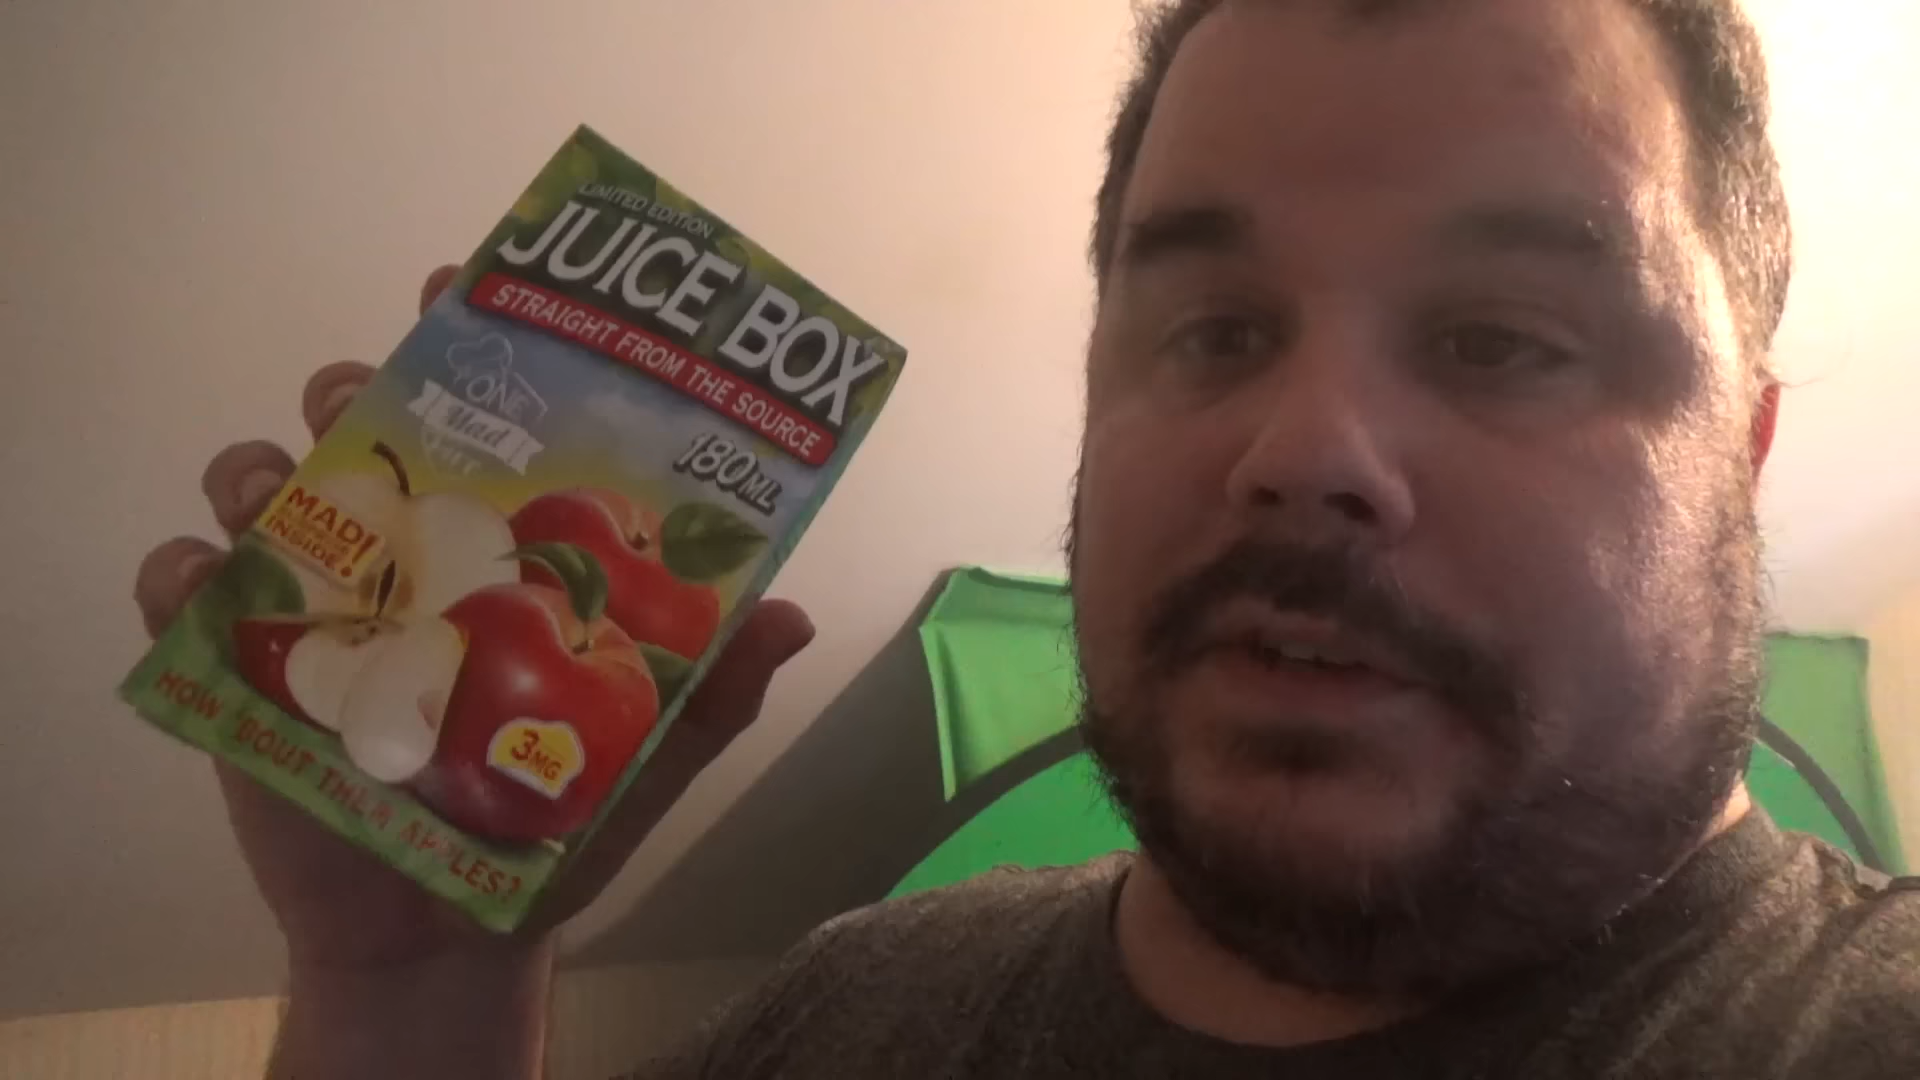 LIMITED EDITION
JUICE BOX
STRAIGHT FROM THE SOURCE
ONE
Mad
180ML
MAD!
INSIDE!
3MG
HOW 'BOUT THEM APPLES?